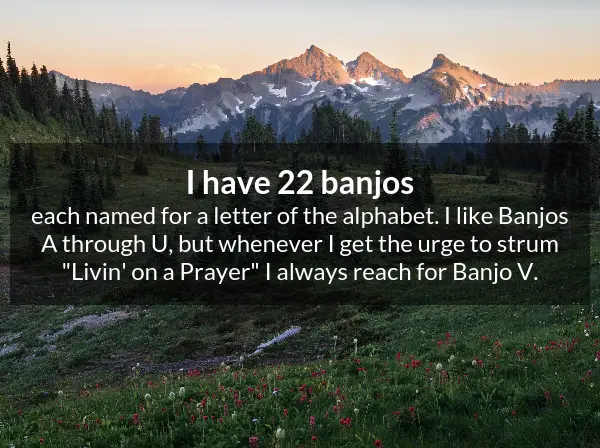 I have 22 banjos
each named for a letter of the alphabet. I like Banjos
A through U, but whenever I get the urge to strum
"Livin' on a Prayer" I always reach for Banjo V.